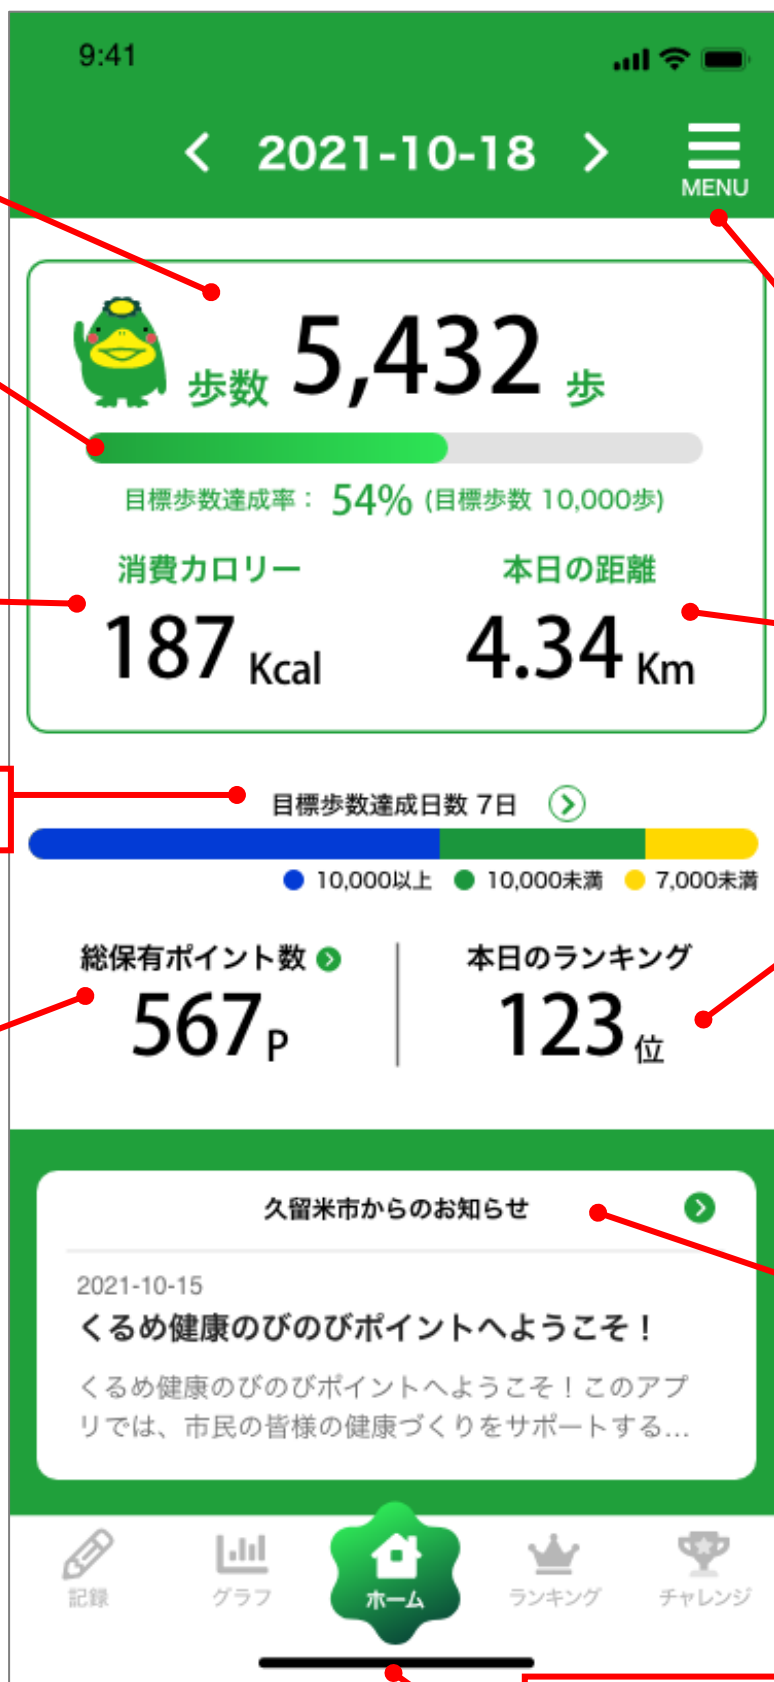 9:41
2021-10-18
MENU
歩数 5,432 歩
目標歩数達成率： 54% (目標歩数 10,000歩)
消費カロリー 本日の距離
187 Kcal 4.34 Km
目標歩数達成日数 7日
10,000以上 10,000未満 7,000未満
総保有ポイント数 本日のランキング
567 P 123 位
久留米市からのお知らせ
2021-10-15
くるめ健康のびのびポイントへようこそ！
くるめ健康のびのびポイントへようこそ！このアプ
リでは、市民の皆様の健康づくりをサポートする...
記録 グラフ ホーム ランキング チャレンジ